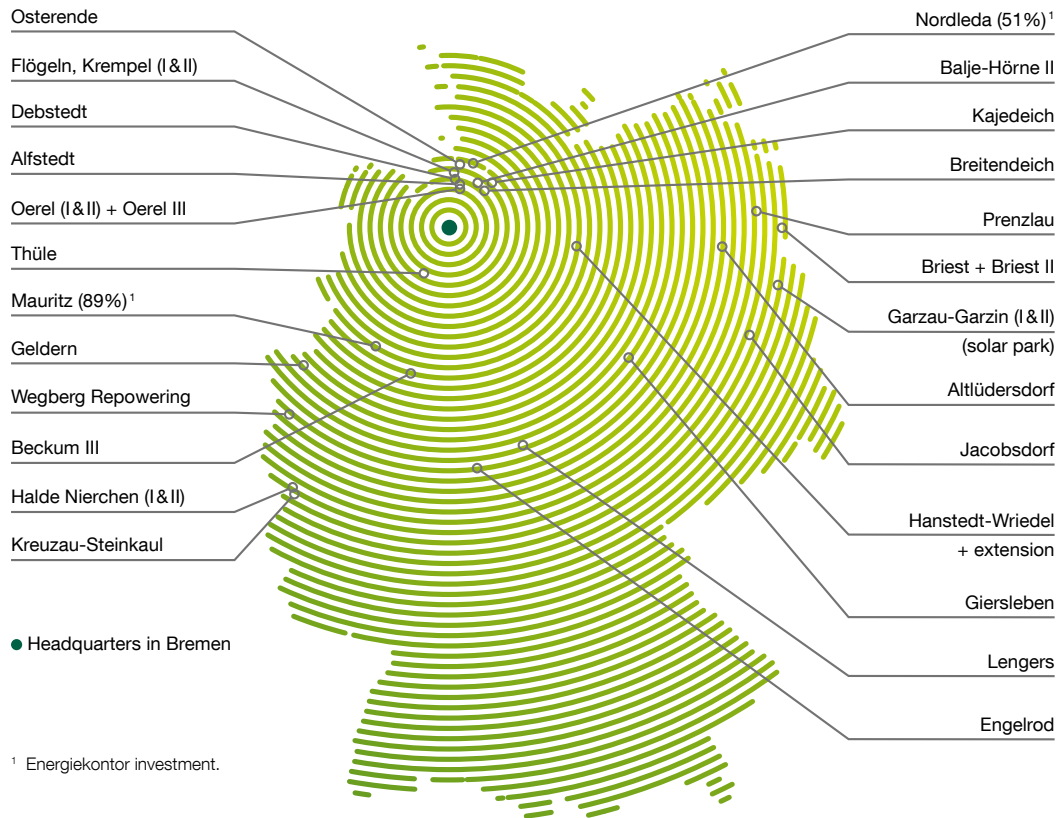 Osterende
Flögeln, Krempel (I & II)
Debstedt
Alfstedt
Oerel (I & II) + Oerel III
Thüle
Mauritz (89%) ¹
Geldern
Wegberg Repowering
Beckum III
Halde Nierchen (I & II)
Kreuzau-Steinkaul
Headquarters in Bremen
¹ Energiekontor investment.
Nordleda (51%) ¹
Balje-Hörne II
Kajedeich
Breitendeich
Prenzlau
Briest + Briest II
Garzau-Garzin (I & II)
(solar park)
Altlüdersdorf
Jacobsdorf
Hanstedt-Wriedel
+ extension
Giersleben
Lengers
Engelrod